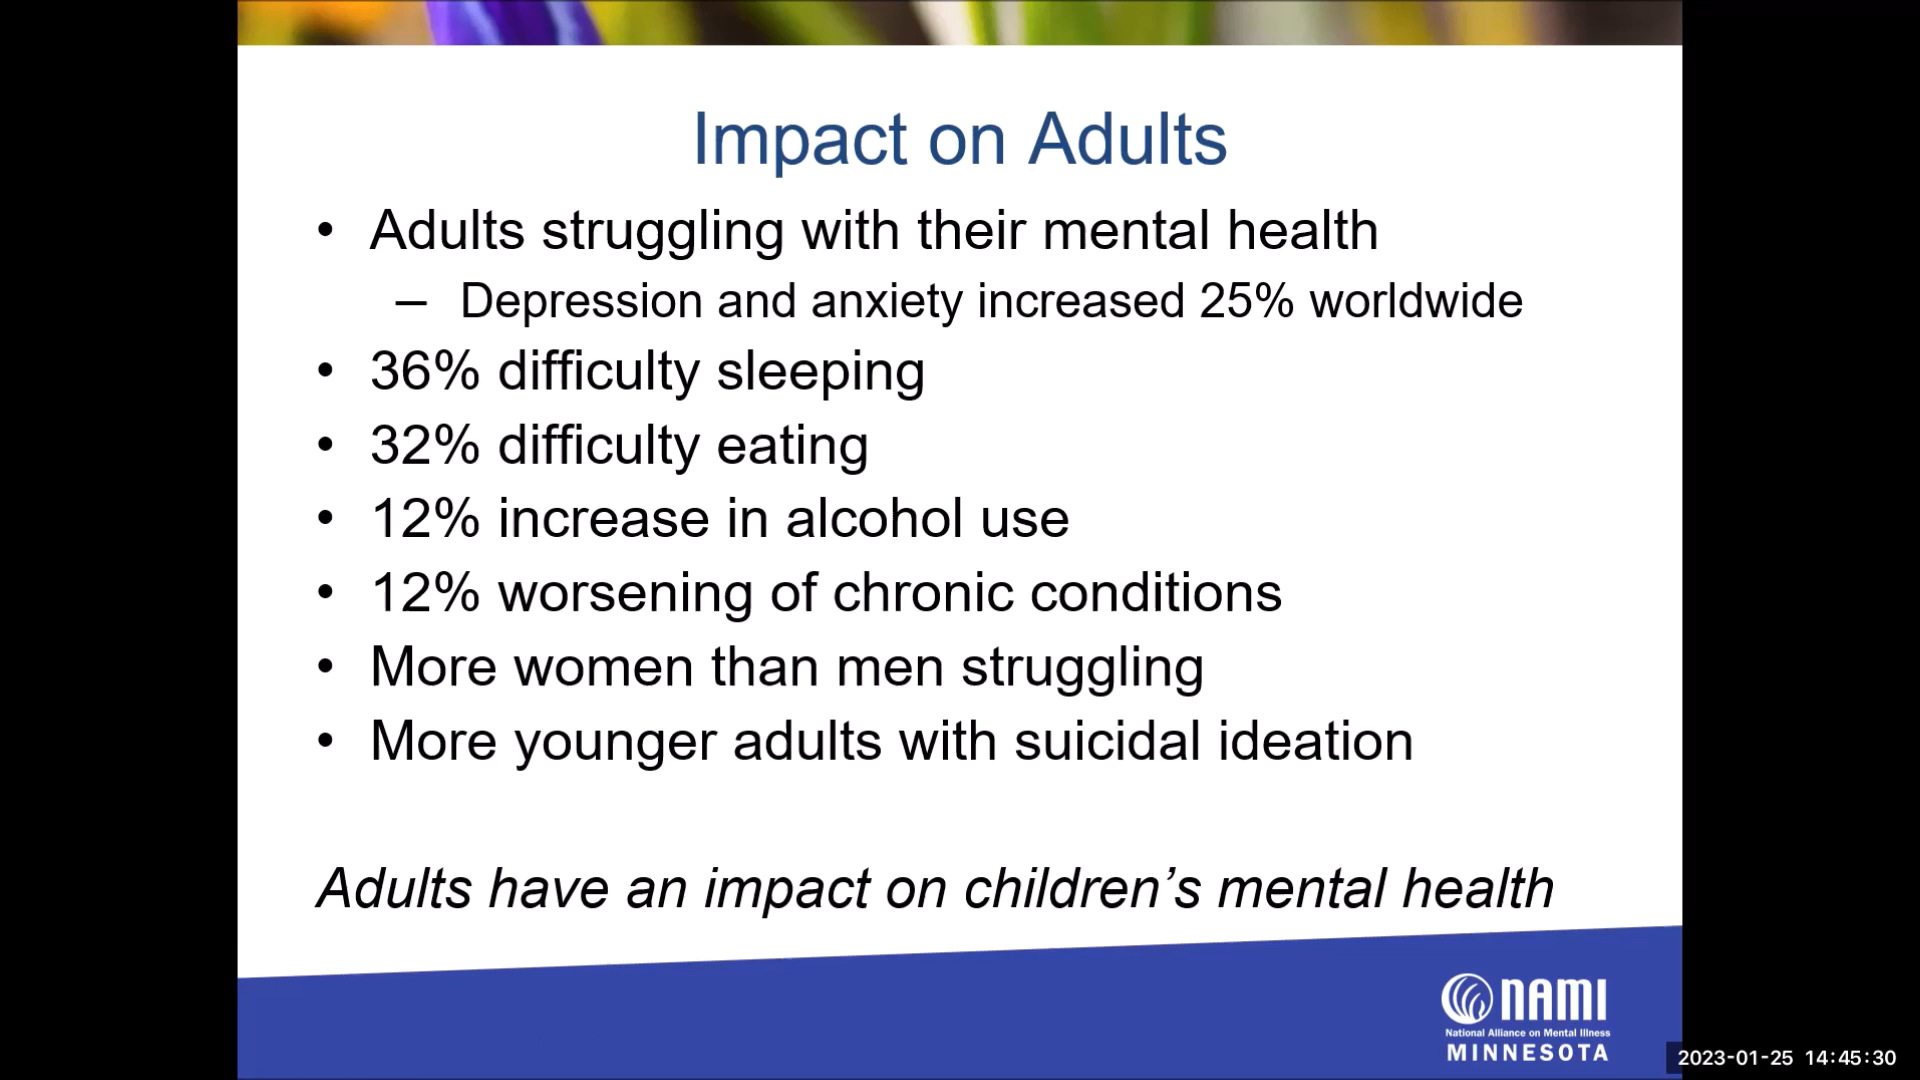 Impact on Adults
• Adults struggling with their mental health
– Depression and anxiety increased 25% worldwide
• 36% difficulty sleeping
• 32% difficulty eating
• 12% increase in alcohol use
• 12% worsening of chronic conditions
• More women than men struggling
• More younger adults with suicidal ideation
Adults have an impact on children’s mental health
NAMI
National Alliance on Mental Illness
MINNESOTA
2023-01-25 14:45:30